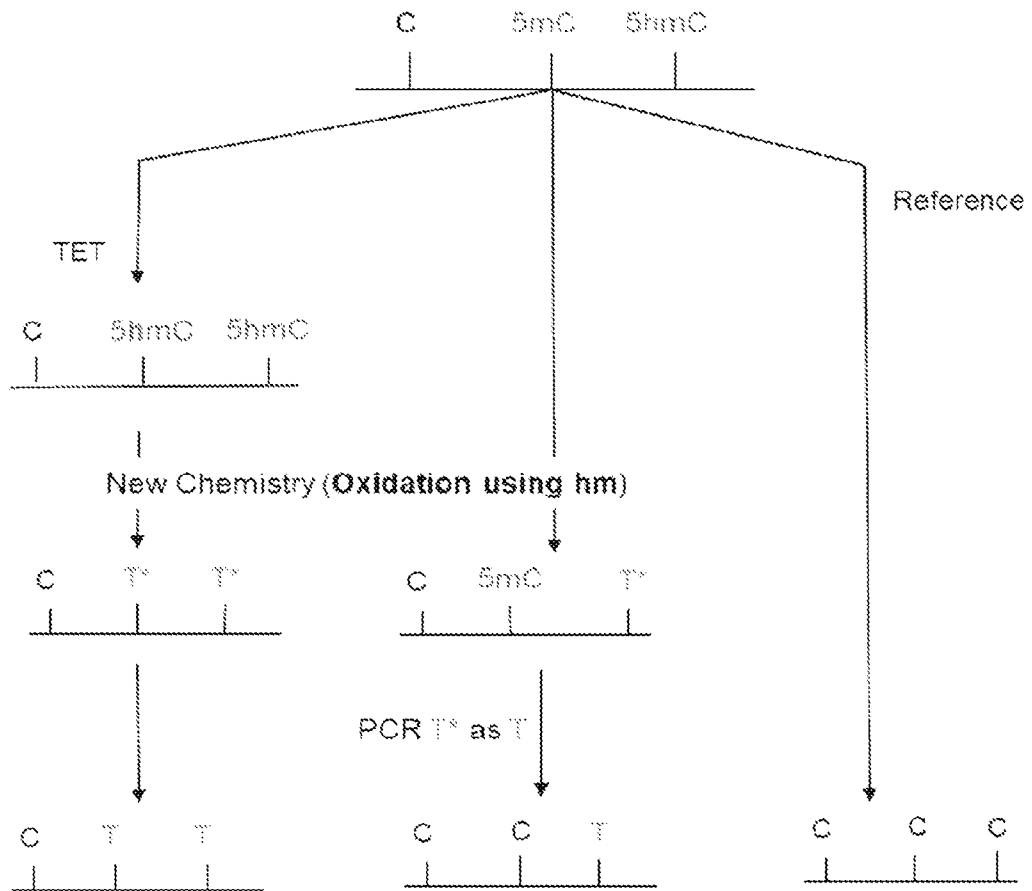 C 5mC 5hmC
Reference
TET
C 5hmC 5hmC
New Chemistry (Oxidation using hm)
C T* T* C 5mC T*
PCR T* as T
C T T C C T C C C